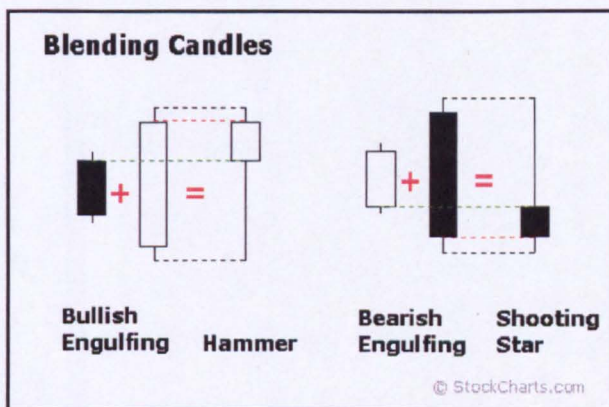 Blending Candles
+ =
+ =
Bullish
Engulfing
Hammer
Bearish
Engulfing
Shooting
Star
© StockCharts.com